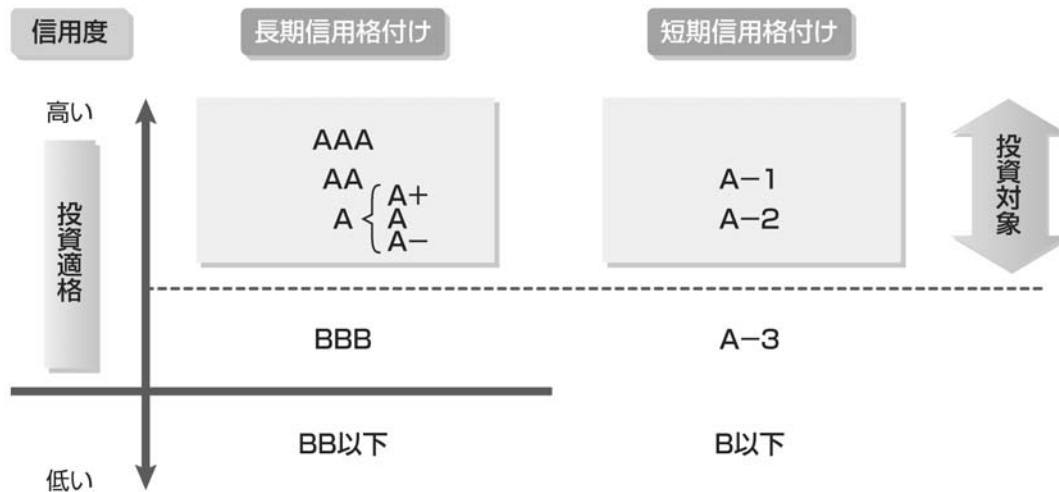 信用度
長期信用格付け
短期信用格付け
高い
投資適格
低い
AAA
AA
A
A+
A
A−
BBB
BB以下
A−1
A−2
A−3
B以下
投資対象